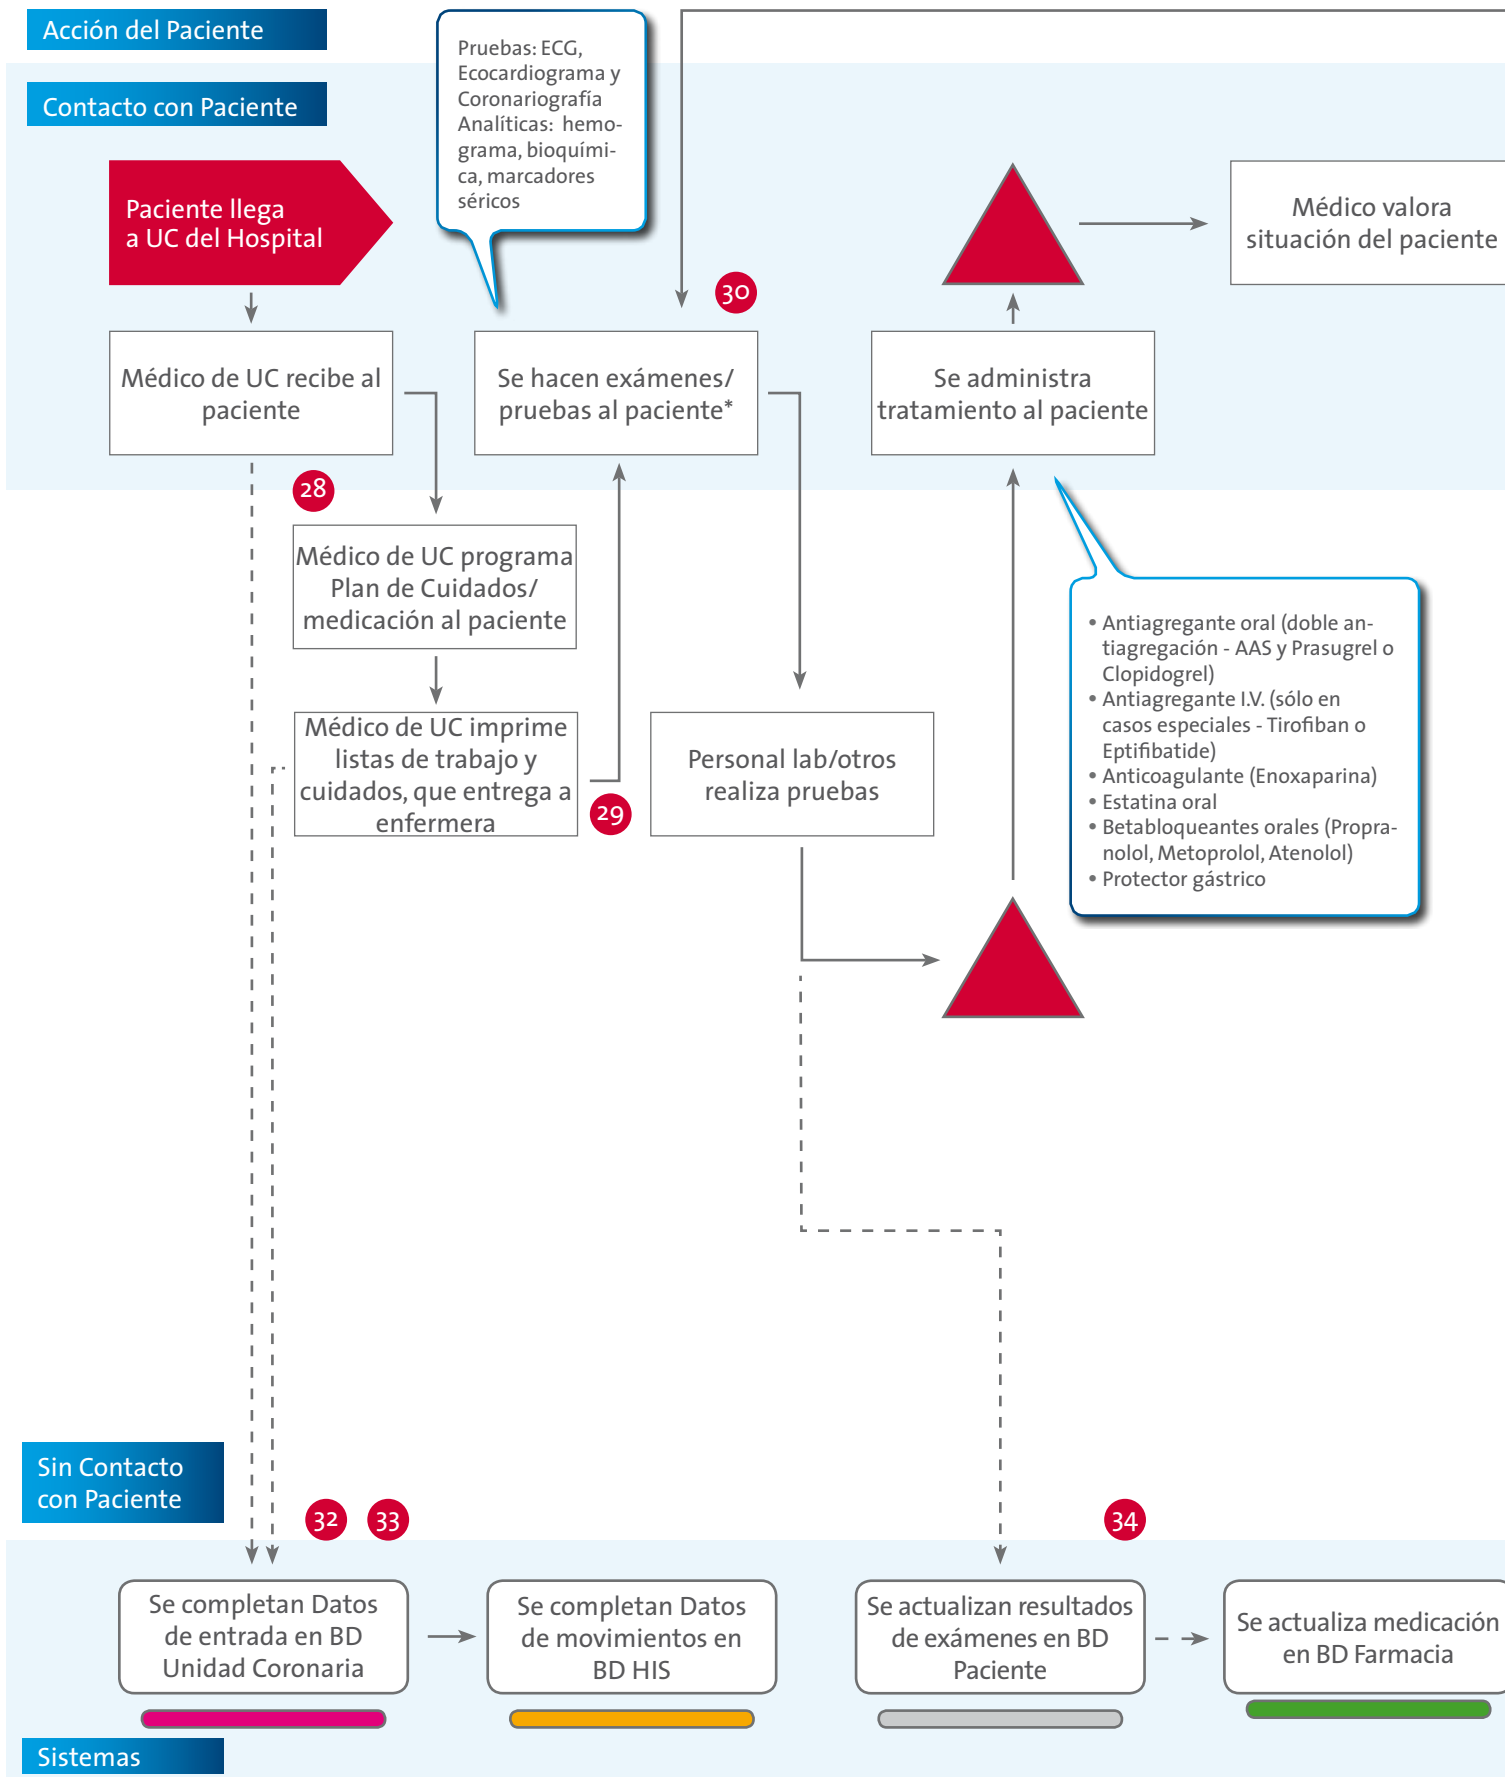 Acción del Paciente
Contacto con Paciente
Pruebas: ECG,
Ecocardiograma y
Coronariografía
Analíticas: hemo-
grama, bioquími-
ca, marcadores
séricos
Paciente llega
a UC del Hospital
Médico valora
situación del paciente
30
Médico de UC recibe al
paciente
Se hacen exámenes/
pruebas al paciente*
Se administra
tratamiento al paciente
28
Médico de UC programa
Plan de Cuidados/
medicación al paciente
• Antiagregante oral (doble an-
tiagregación - AAS y Prasugrel o
Clopidogrel)
• Antiagregante I.V. (sólo en
casos especiales - Tirofiban o
Eptifibatide)
• Anticoagulante (Enoxaparina)
• Estatina oral
• Betabloqueantes orales (Propra-
nolol, Metoprolol, Atenolol)
• Protector gástrico
Médico de UC imprime
listas de trabajo y
cuidados, que entrega a
enfermera
29
Personal lab/otros
realiza pruebas
Sin Contacto
con Paciente
32
33
34
Se completan Datos
de entrada en BD
Unidad Coronaria
Se completan Datos
de movimientos en
BD HIS
Se actualizan resultados
de exámenes en BD
Paciente
Se actualiza medicación
en BD Farmacia
Sistemas